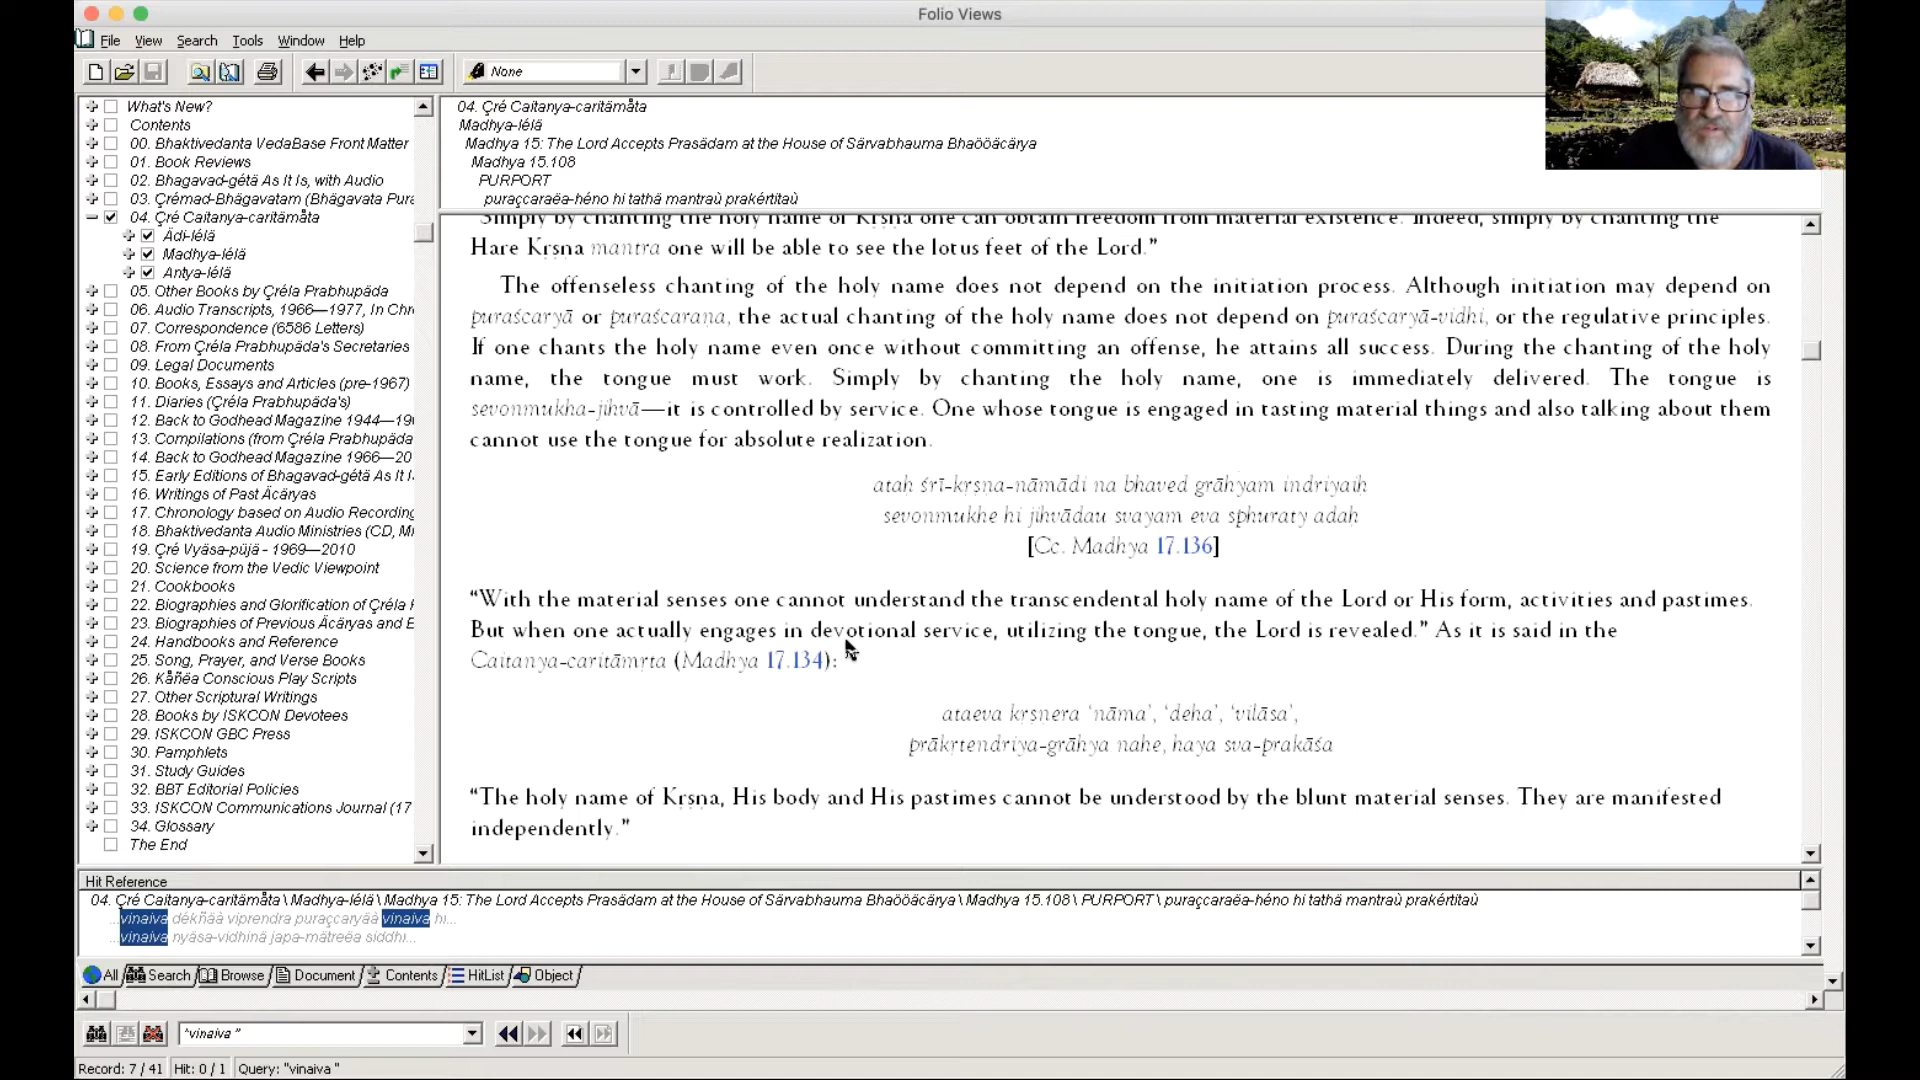 Folio Views
File View Search Tools Window Help
None
What's New?
Contents
00. Bhaktivedanta VedaBase Front Matter
01. Book Reviews
02. Bhagavad-gétä As It Is, with Audio
03. Çrémad-Bhägavatam (Bhägavata Pura
04. Çré Caitanya-caritämåta
Ädi-lélä
Madhya-lélä
Antya-lélä
05. Other Books by Çréla Prabhupäda
06. Audio Transcripts, 1966—1977, In Chr
07. Correspondence (6586 Letters)
08. From Çréla Prabhupäda's Secretaries
09. Legal Documents
10. Books, Essays and Articles (pre-1967)
11. Diaries (Çréla Prabhupäda's)
12. Back to Godhead Magazine 1944—19
13. Compilations (from Çréla Prabhupäda
14. Back to Godhead Magazine 1966—20
15. Early Editions of Bhagavad-gétä As It I
16. Writings of Past Äcäryas
17. Chronology based on Audio Recording
18. Bhaktivedanta Audio Ministries (CD, M
19. Çré Vyäsa-püjä - 1969—2010
20. Science from the Vedic Viewpoint
21. Cookbooks
22. Biographies and Glorification of Çréla
23. Biographies of Previous Äcäryas and E
24. Handbooks and Reference
25. Song, Prayer, and Verse Books
26. Kåñëa Conscious Play Scripts
27. Other Scriptural Writings
28. Books by ISKCON Devotees
29. ISKCON GBC Press
30. Pamphlets
31. Study Guides
32. BBT Editorial Policies
33. ISKCON Communications Journal (17
34. Glossary
The End
04. Çré Caitanya-caritämåta
Madhya-lélä
Madhya 15: The Lord Accepts Prasädam at the House of Särvabhauma Bhaööäcärya
Madhya 15.108
PURPORT
puraçcaraëa-héno hi tathä mantraù prakértitaù
Simply by chanting the holy name of Kṛṣṇa one can obtain freedom from material existence. Indeed, simply by chanting the
Hare Kṛṣṇa mantra one will be able to see the lotus feet of the Lord.”
The offenseless chanting of the holy name does not depend on the initiation process. Although initiation may depend on
puraścaryā or puraścaraṇa, the actual chanting of the holy name does not depend on puraścaryā-vidhi, or the regulative principles.
If one chants the holy name even once without committing an offense, he attains all success. During the chanting of the holy
name, the tongue must work. Simply by chanting the holy name, one is immediately delivered. The tongue is
sevonmukha-jihvā—it is controlled by service. One whose tongue is engaged in tasting material things and also talking about them
cannot use the tongue for absolute realization.
ataḥ śrī-kṛṣṇa-nāmādi na bhaved grāhyam indriyaiḥ
sevonmukhe hi jihvādau svayam eva sphuraty adaḥ
[Cc. Madhya 17.136]
“With the material senses one cannot understand the transcendental holy name of the Lord or His form, activities and pastimes.
But when one actually engages in devotional service, utilizing the tongue, the Lord is revealed.” As it is said in the
Caitanya-caritāmṛta (Madhya 17.134):
ataeva kṛṣṇera ‘nāma’, ‘deha’, ‘vilāsa’,
prākṛtendriya-grāhya nahe, haya sva-prakāśa
“The holy name of Kṛṣṇa, His body and His pastimes cannot be understood by the blunt material senses. They are manifested
independently.”
Hit Reference
04. Çré Caitanya-caritämåta \ Madhya-lélä \ Madhya 15: The Lord Accepts Prasädam at the House of Särvabhauma Bhaööäcärya \ Madhya 15.108 \ PURPORT \ puraçcaraëa-héno hi tathä mantraù prakértitaù
...vinaiva dékñäà viprendra puraçcaryäà vinaiva hi...
...vinaiva nyäsa-vidhinä japa-mätreëa siddhi...
All Search Browse Document Contents HitList Object
"vinaiva "
Record: 7 / 41 Hit: 0 / 1 Query: "vinaiva "